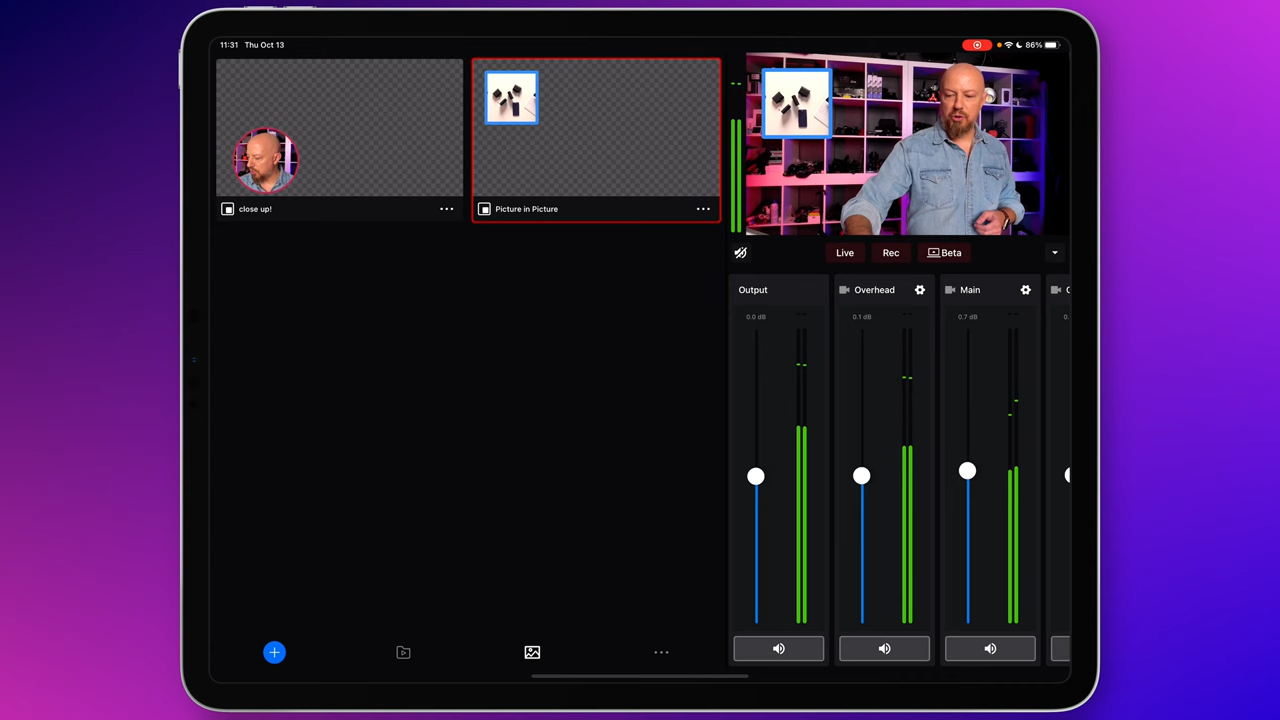 11:31 Thu Oct 13
86%
close up!
Picture in Picture
Live
Rec
Beta
Output
Overhead
Main
0.0 dB
0.1 dB
0.7 dB
0.